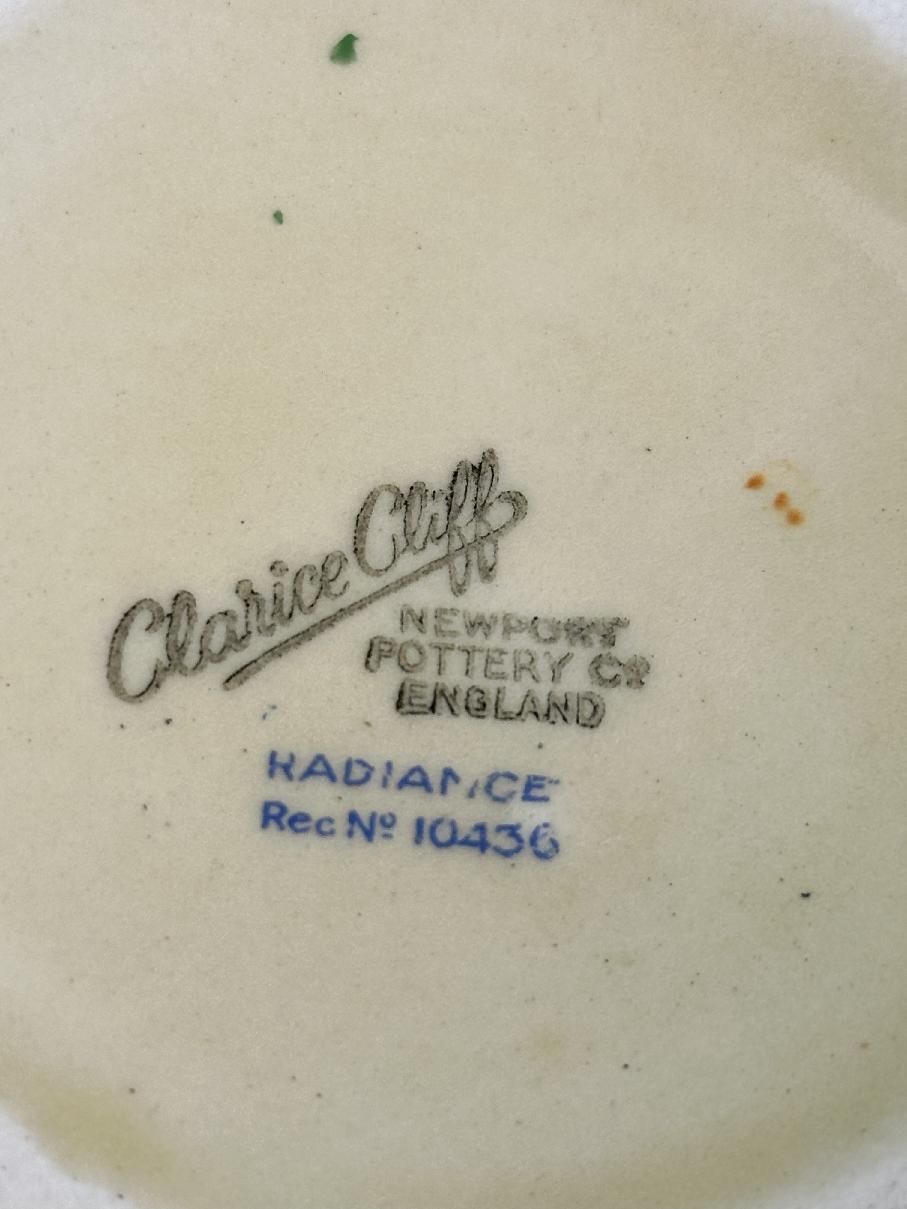 Clarice Cliff
NEWPORT
POTTERY Cº
ENGLAND
RADIANCE
Rec Nº 10436